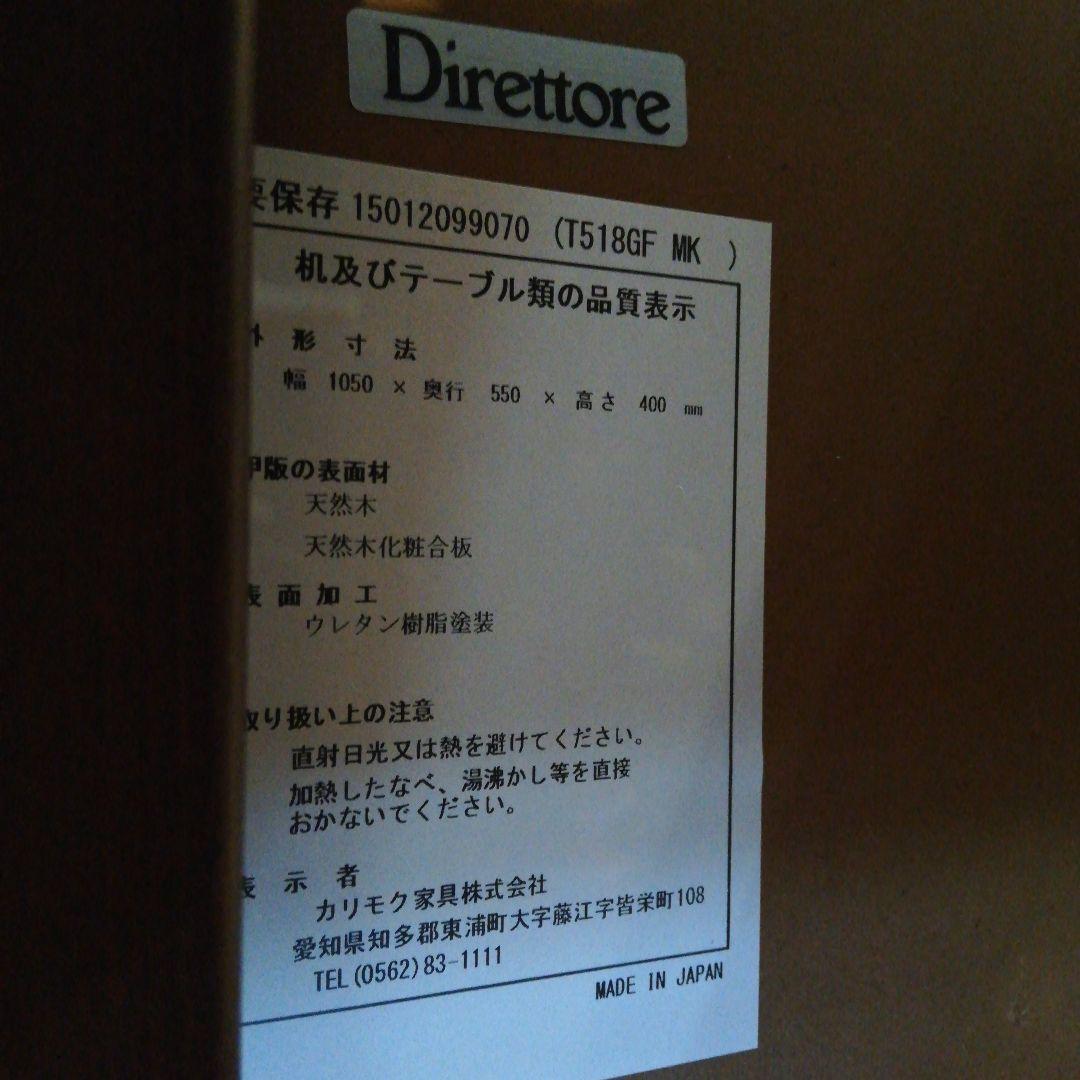 Direttore
要保存 15012099070 (T518GF MK )
机及びテーブル類の品質表示
外形寸法
幅 1050 × 奥行 550 × 高さ 400 mm
甲版の表面材
天然木
天然木化粧合板
表面加工
ウレタン樹脂塗装
取り扱い上の注意
直射日光又は熱を避けてください。
加熱したなべ、湯沸かし等を直接
おかないでください。
表示者
カリモク家具株式会社
愛知県知多郡東浦町大字藤江字皆栄町108
TEL(0562)83-1111
MADE IN JAPAN